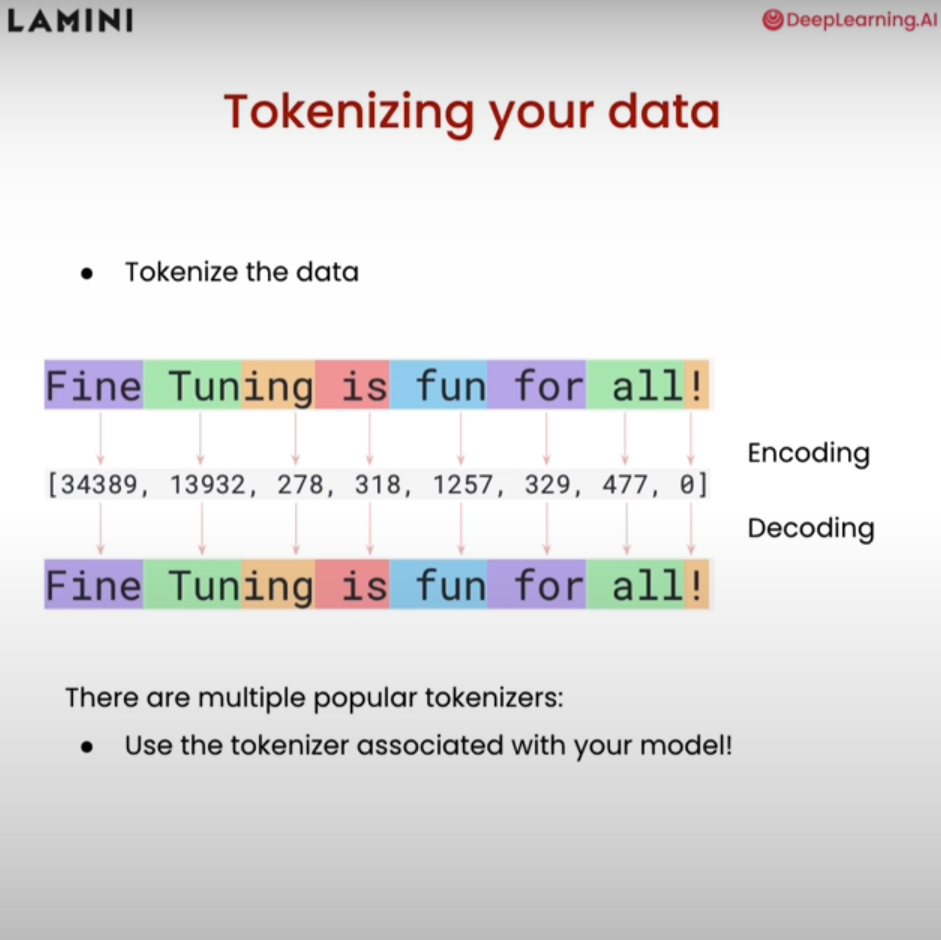 LAMINI
DeepLearning.AI
Tokenizing your data
● Tokenize the data
Fine Tuning is fun for all!
Encoding
[34389, 13932, 278, 318, 1257, 329, 477, 0]
Decoding
Fine Tuning is fun for all!
There are multiple popular tokenizers:
● Use the tokenizer associated with your model!